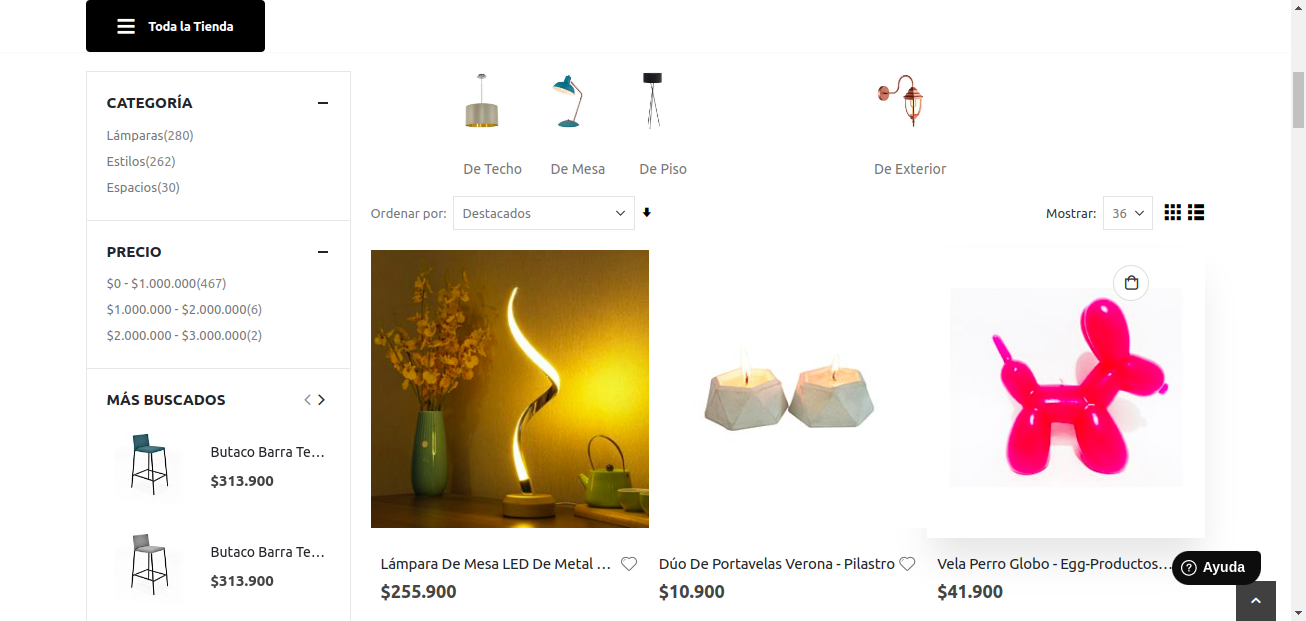 Toda la Tienda
CATEGORÍA
Lámparas(280)
Estilos(262)
Espacios(30)
PRECIO
$0 - $1.000.000(467)
$1.000.000 - $2.000.000(6)
$2.000.000 - $3.000.000(2)
MÁS BUSCADOS
Butaco Barra Te...
$313.900
Butaco Barra Te...
$313.900
De Techo De Mesa De Piso De Exterior
Ordenar por: Destacados Mostrar: 36
Lámpara De Mesa LED De Metal ...
$255.900
Dúo De Portavelas Verona - Pilastro
$10.900
Vela Perro Globo - Egg-Productos...
$41.900
Ayuda